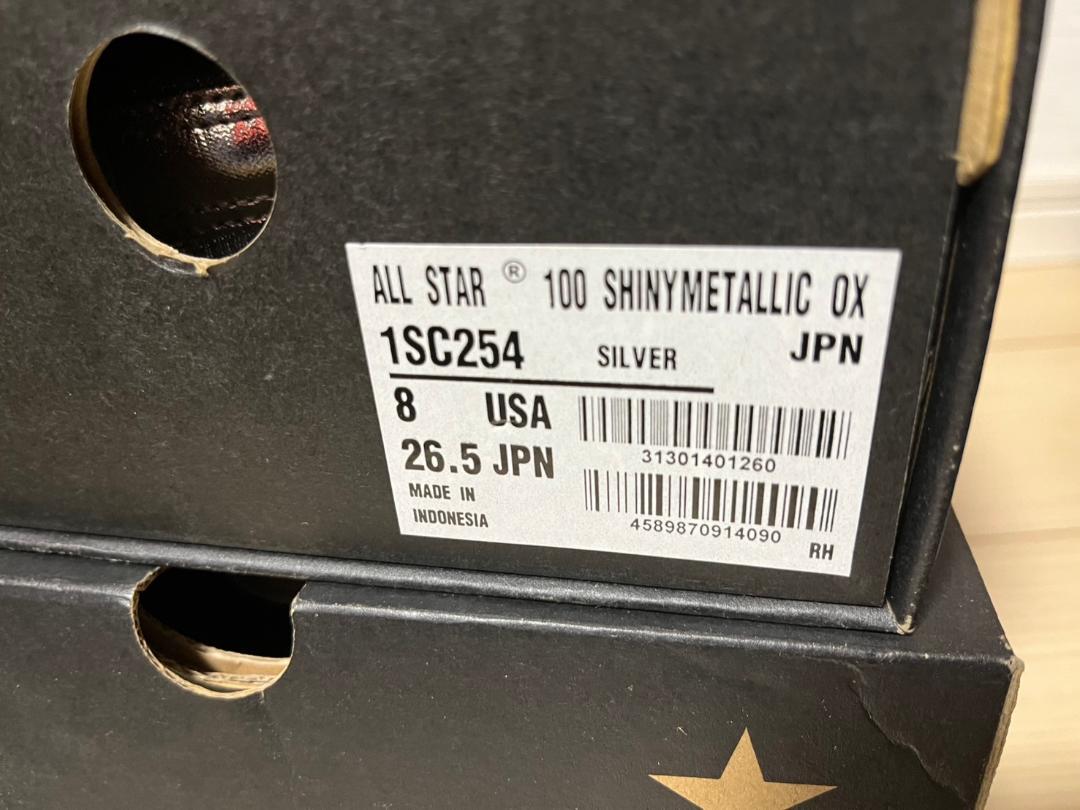 ALL STAR ® 100 SHINYMETALLIC OX
1SC254 SILVER JPN
8 USA
26.5 JPN
31301401260
MADE IN
INDONESIA
4589870914090
RH